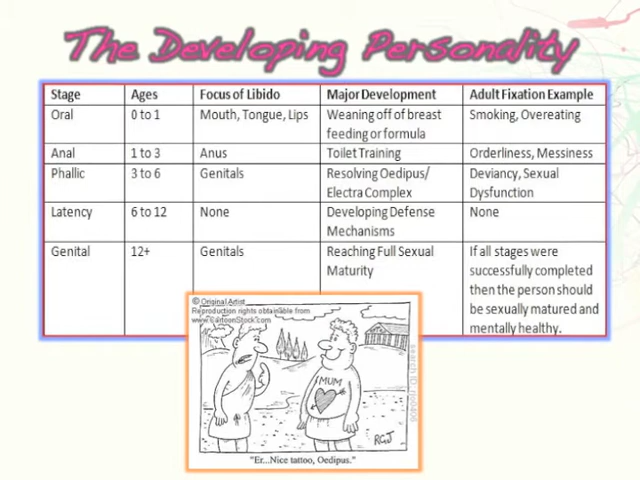 The Developing Personality
Stage Ages Focus of Libido Major Development Adult Fixation Example
Oral 0 to 1 Mouth, Tongue, Lips Weaning off of breast feeding or formula Smoking, Overeating
Anal 1 to 3 Anus Toilet Training Orderliness, Messiness
Phallic 3 to 6 Genitals Resolving Oedipus/ Electra Complex Deviancy, Sexual Dysfunction
Latency 6 to 12 None Developing Defense Mechanisms None
Genital 12+ Genitals Reaching Full Sexual Maturity If all stages were successfully completed then the person should be sexually matured and mentally healthy.
© Original Artist
Reproduction rights obtainable from
www.CartoonStock.com
MUM
RGJ
"Er...Nice tattoo, Oedipus."